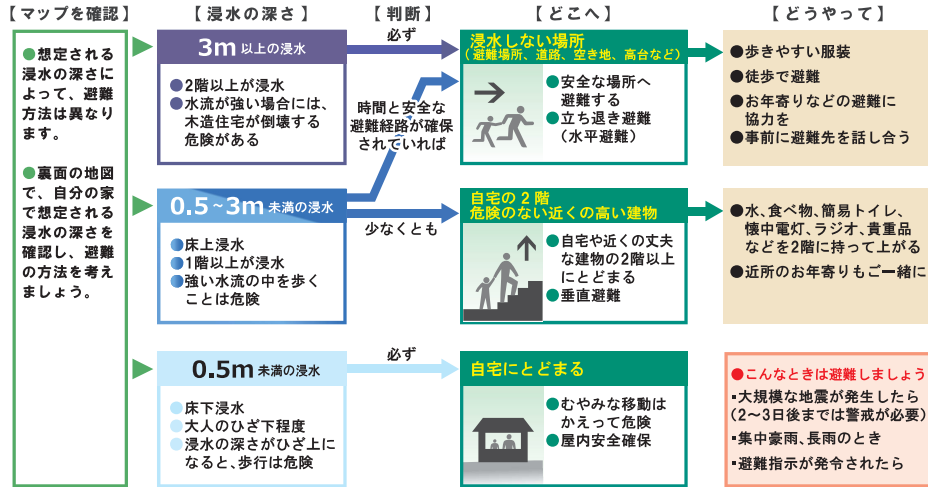 【マップを確認】
【浸水の深さ】
【判断】
【どこへ】
【どうやって】
●想定される
浸水の深さに
よって、避難
方法は異なり
ます。
●裏面の地図
で、自分の家
で想定される
浸水の深さを
確認し、避難
の方法を考え
ましょう。
3m以上の浸水
●2階以上が浸水
●水流が強い場合には、
木造住宅が倒壊する
危険がある
必ず
時間と安全な
避難経路が確保
されていれば
浸水しない場所
(避難場所、道路、空き地、高台など)
●安全な場所へ
避難する
●立ち退き避難
(水平避難)
●歩きやすい服装
●徒歩で避難
●お年寄りなどの避難に
協力を
●事前に避難先を話し合う
0.5~3m未満の浸水
●床上浸水
●1階以上が浸水
●強い水流の中を歩く
ことは危険
少なくとも
自宅の2階
危険のない近くの高い建物
●自宅や近くの丈夫
な建物の2階以上
にとどまる
●垂直避難
●水、食べ物、簡易トイレ、
懐中電灯、ラジオ、貴重品
などを2階に持って上がる
●近所のお年寄りもご一緒に
0.5m未満の浸水
●床下浸水
●大人のひざ下程度
●浸水の深さがひざ上に
なると、歩行は危険
必ず
自宅にとどまる
●むやみな移動は
かえって危険
●屋内安全確保
●こんなときは避難しましょう
▪大規模な地震が発生したら
(2~3日後までは警戒が必要)
▪集中豪雨、長雨のとき
▪避難指示が発令されたら